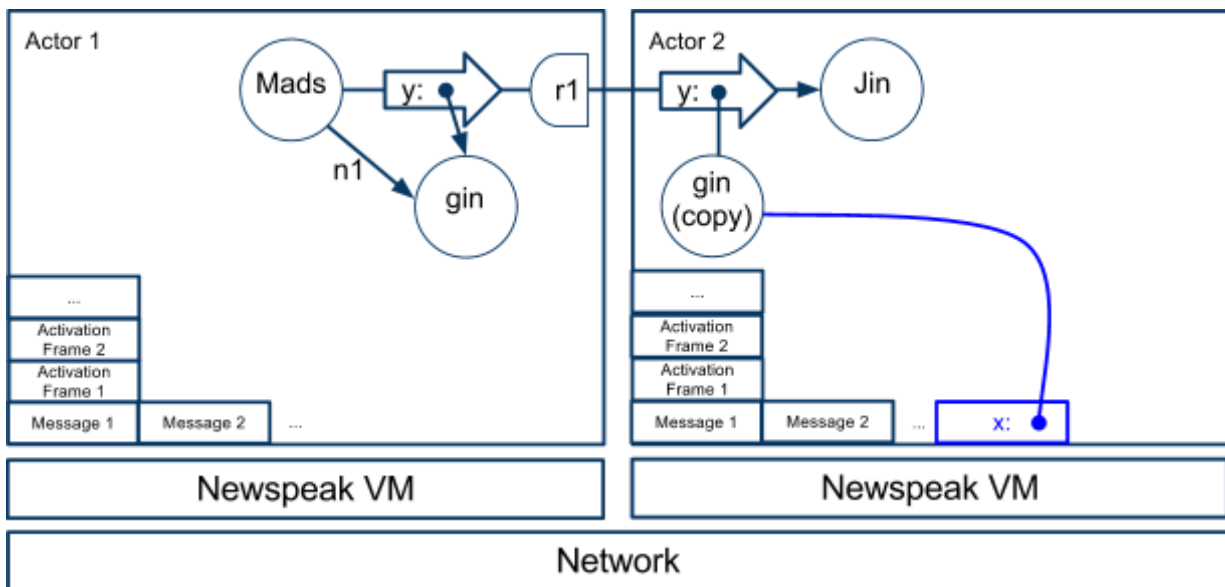 Actor 1
Mads
y:
r1
n1
gin
...
Activation
Frame 2
Activation
Frame 1
Message 1
Message 2
...
Newspeak VM
Actor 2
y:
Jin
gin
(copy)
...
Activation
Frame 2
Activation
Frame 1
Message 1
Message 2
...
x:
Newspeak VM
Network